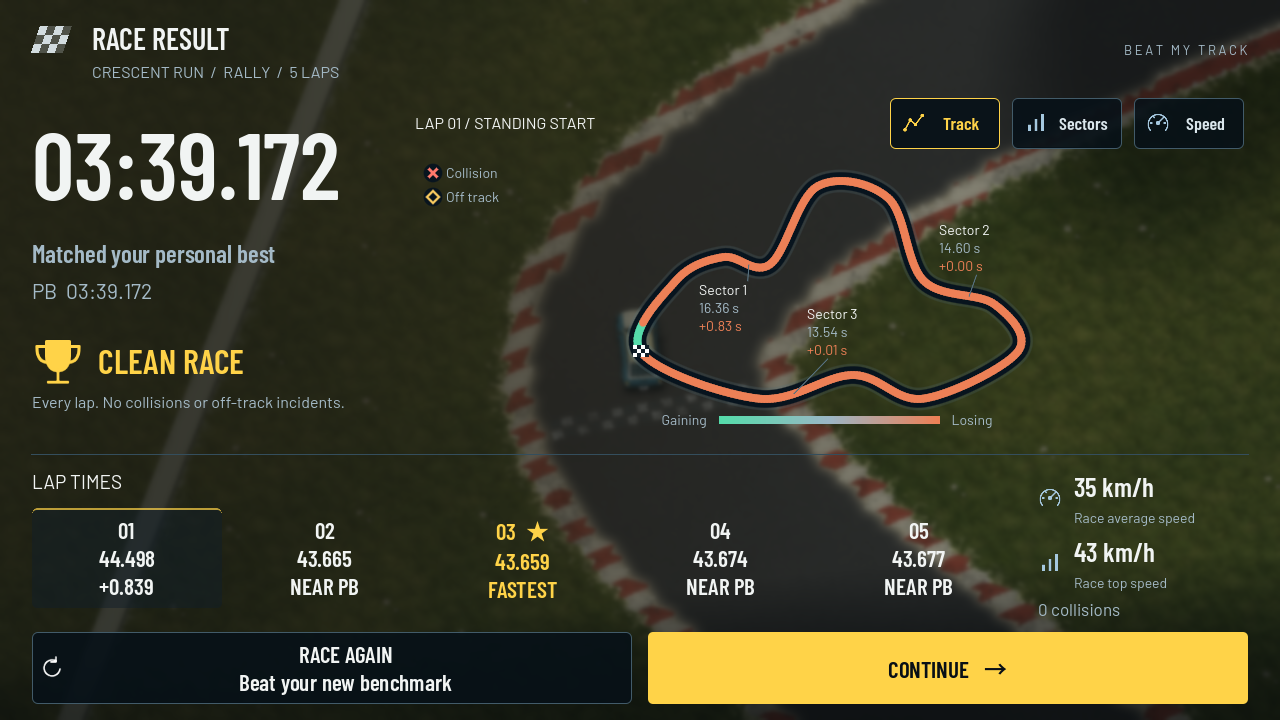 RACE RESULT
CRESCENT RUN / RALLY / 5 LAPS
BEAT MY TRACK
03:39.172
Matched your personal best
PB 03:39.172
CLEAN RACE
Every lap. No collisions or off-track incidents.
LAP 01 / STANDING START
Collision
Off track
Track
Sectors
Speed
Sector 1
16.36 s
+0.83 s
Sector 2
14.60 s
+0.00 s
Sector 3
13.54 s
+0.01 s
Gaining
Losing
LAP TIMES
01
44.498
+0.839
02
43.665
NEAR PB
03
43.659
FASTEST
04
43.674
NEAR PB
05
43.677
NEAR PB
35 km/h
Race average speed
43 km/h
Race top speed
0 collisions
RACE AGAIN
Beat your new benchmark
CONTINUE